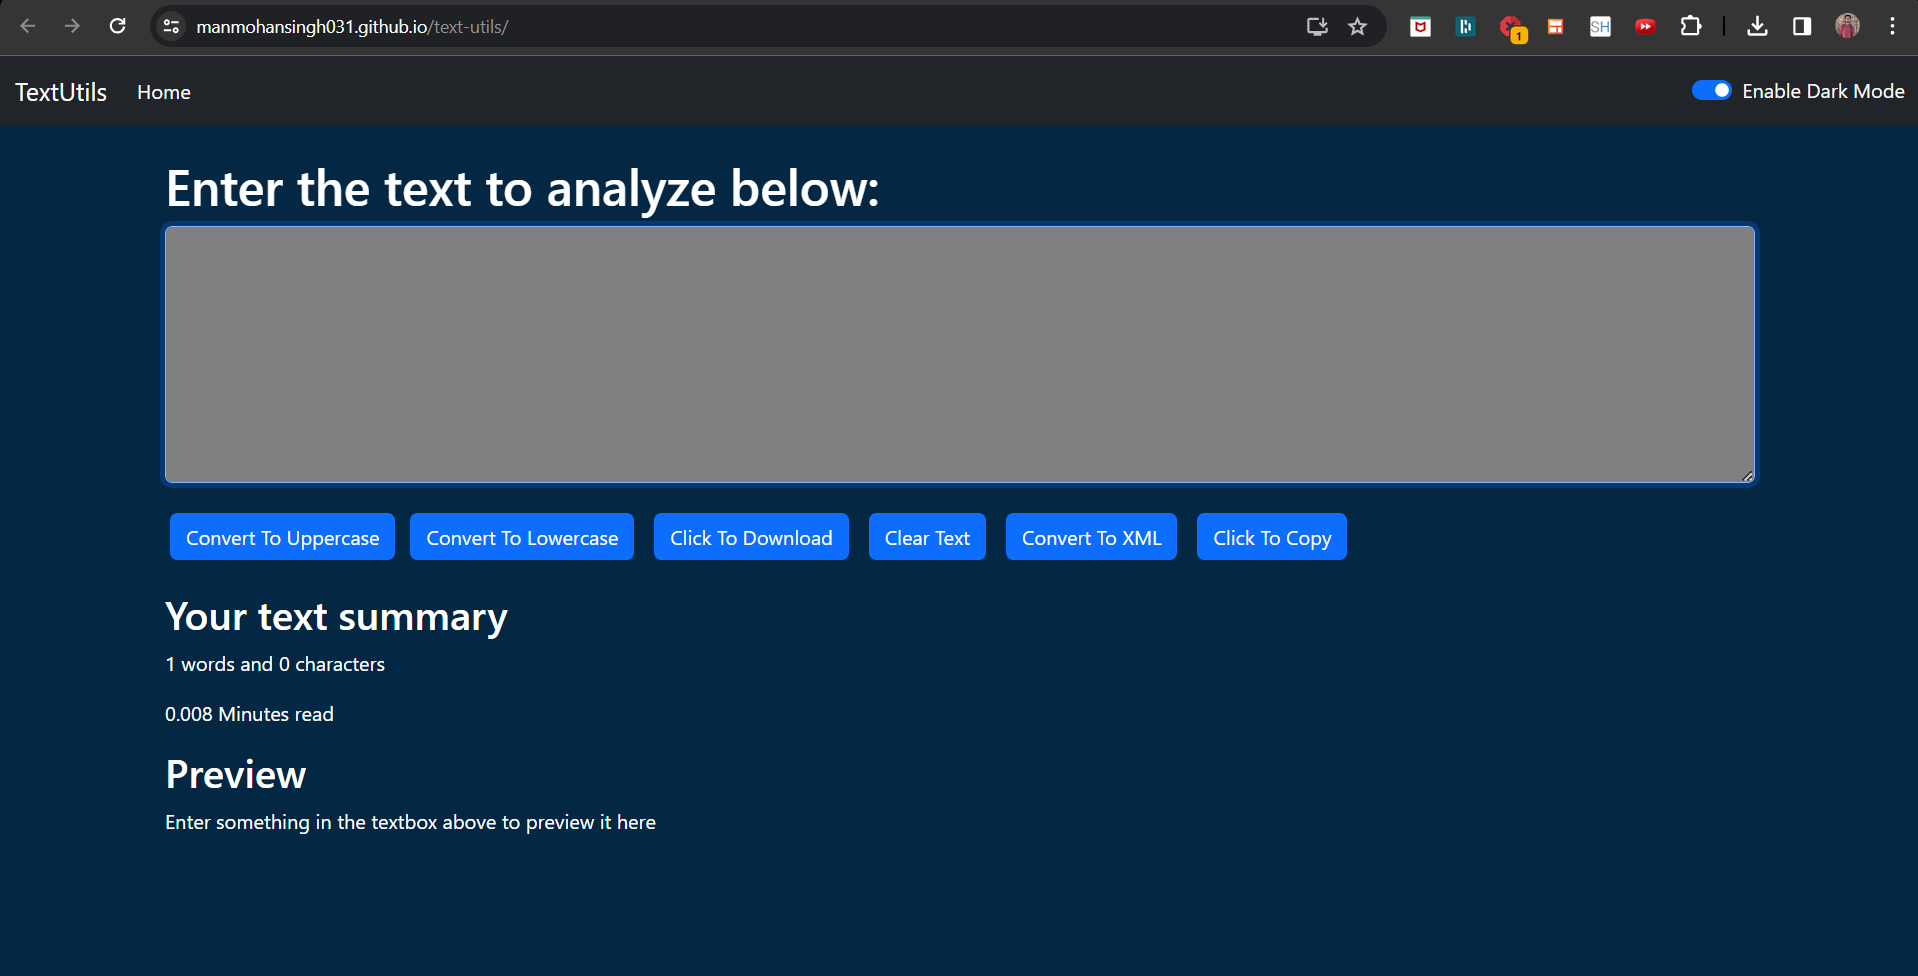 manmohansingh031.github.io/text-utils/
1
SH
TextUtils Home Enable Dark Mode
Enter the text to analyze below:
Convert To Uppercase Convert To Lowercase Click To Download Clear Text Convert To XML Click To Copy
Your text summary
1 words and 0 characters
0.008 Minutes read
Preview
Enter something in the textbox above to preview it here